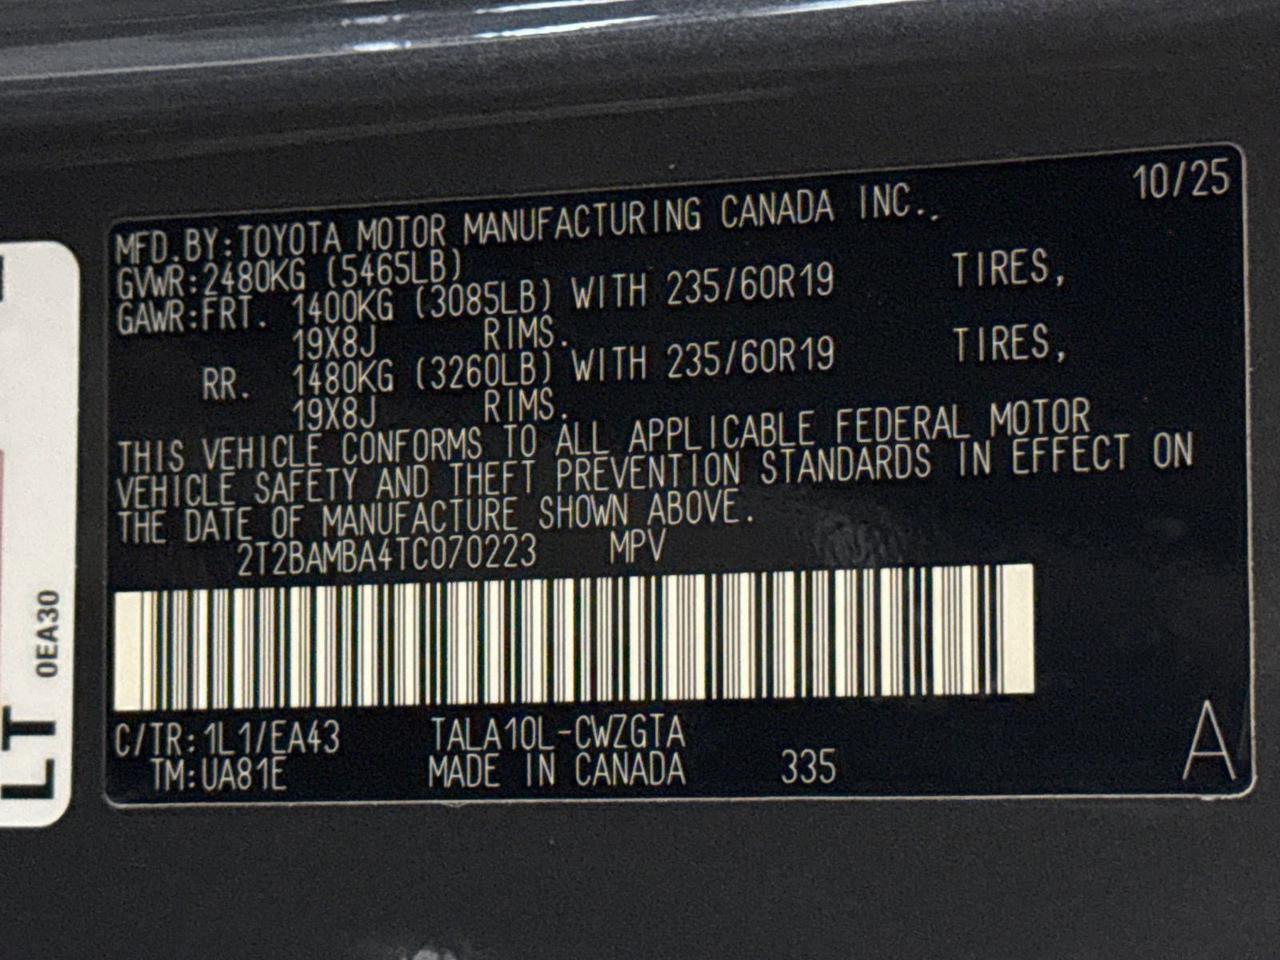 10/25
MFD.BY:TOYOTA MOTOR MANUFACTURING CANADA INC.,
GVWR:2480KG (5465LB)
GAWR:FRT. 1400KG (3085LB) WITH 235/60R19 TIRES,
19X8J RIMS.
RR. 1480KG (3260LB) WITH 235/60R19 TIRES,
19X8J RIMS.
THIS VEHICLE CONFORMS TO ALL APPLICABLE FEDERAL MOTOR
VEHICLE SAFETY AND THEFT PREVENTION STANDARDS IN EFFECT ON
THE DATE OF MANUFACTURE SHOWN ABOVE.
2T2BAMBA4TC070223 MPV
C/TR:1L1/EA43 TALA10L-CWZGTA
TM:UA81E MADE IN CANADA 335
A
LT
0EA30